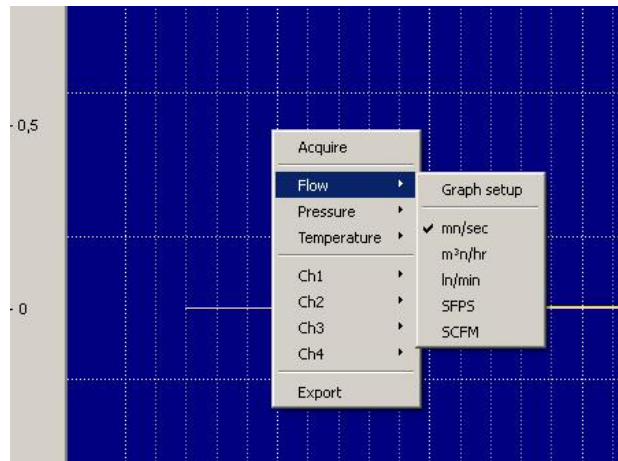 - 0,5
- 0
Acquire
Flow
Pressure
Temperature
Ch1
Ch2
Ch3
Ch4
Export
Graph setup
mn/sec
m³n/hr
ln/min
SFPS
SCFM